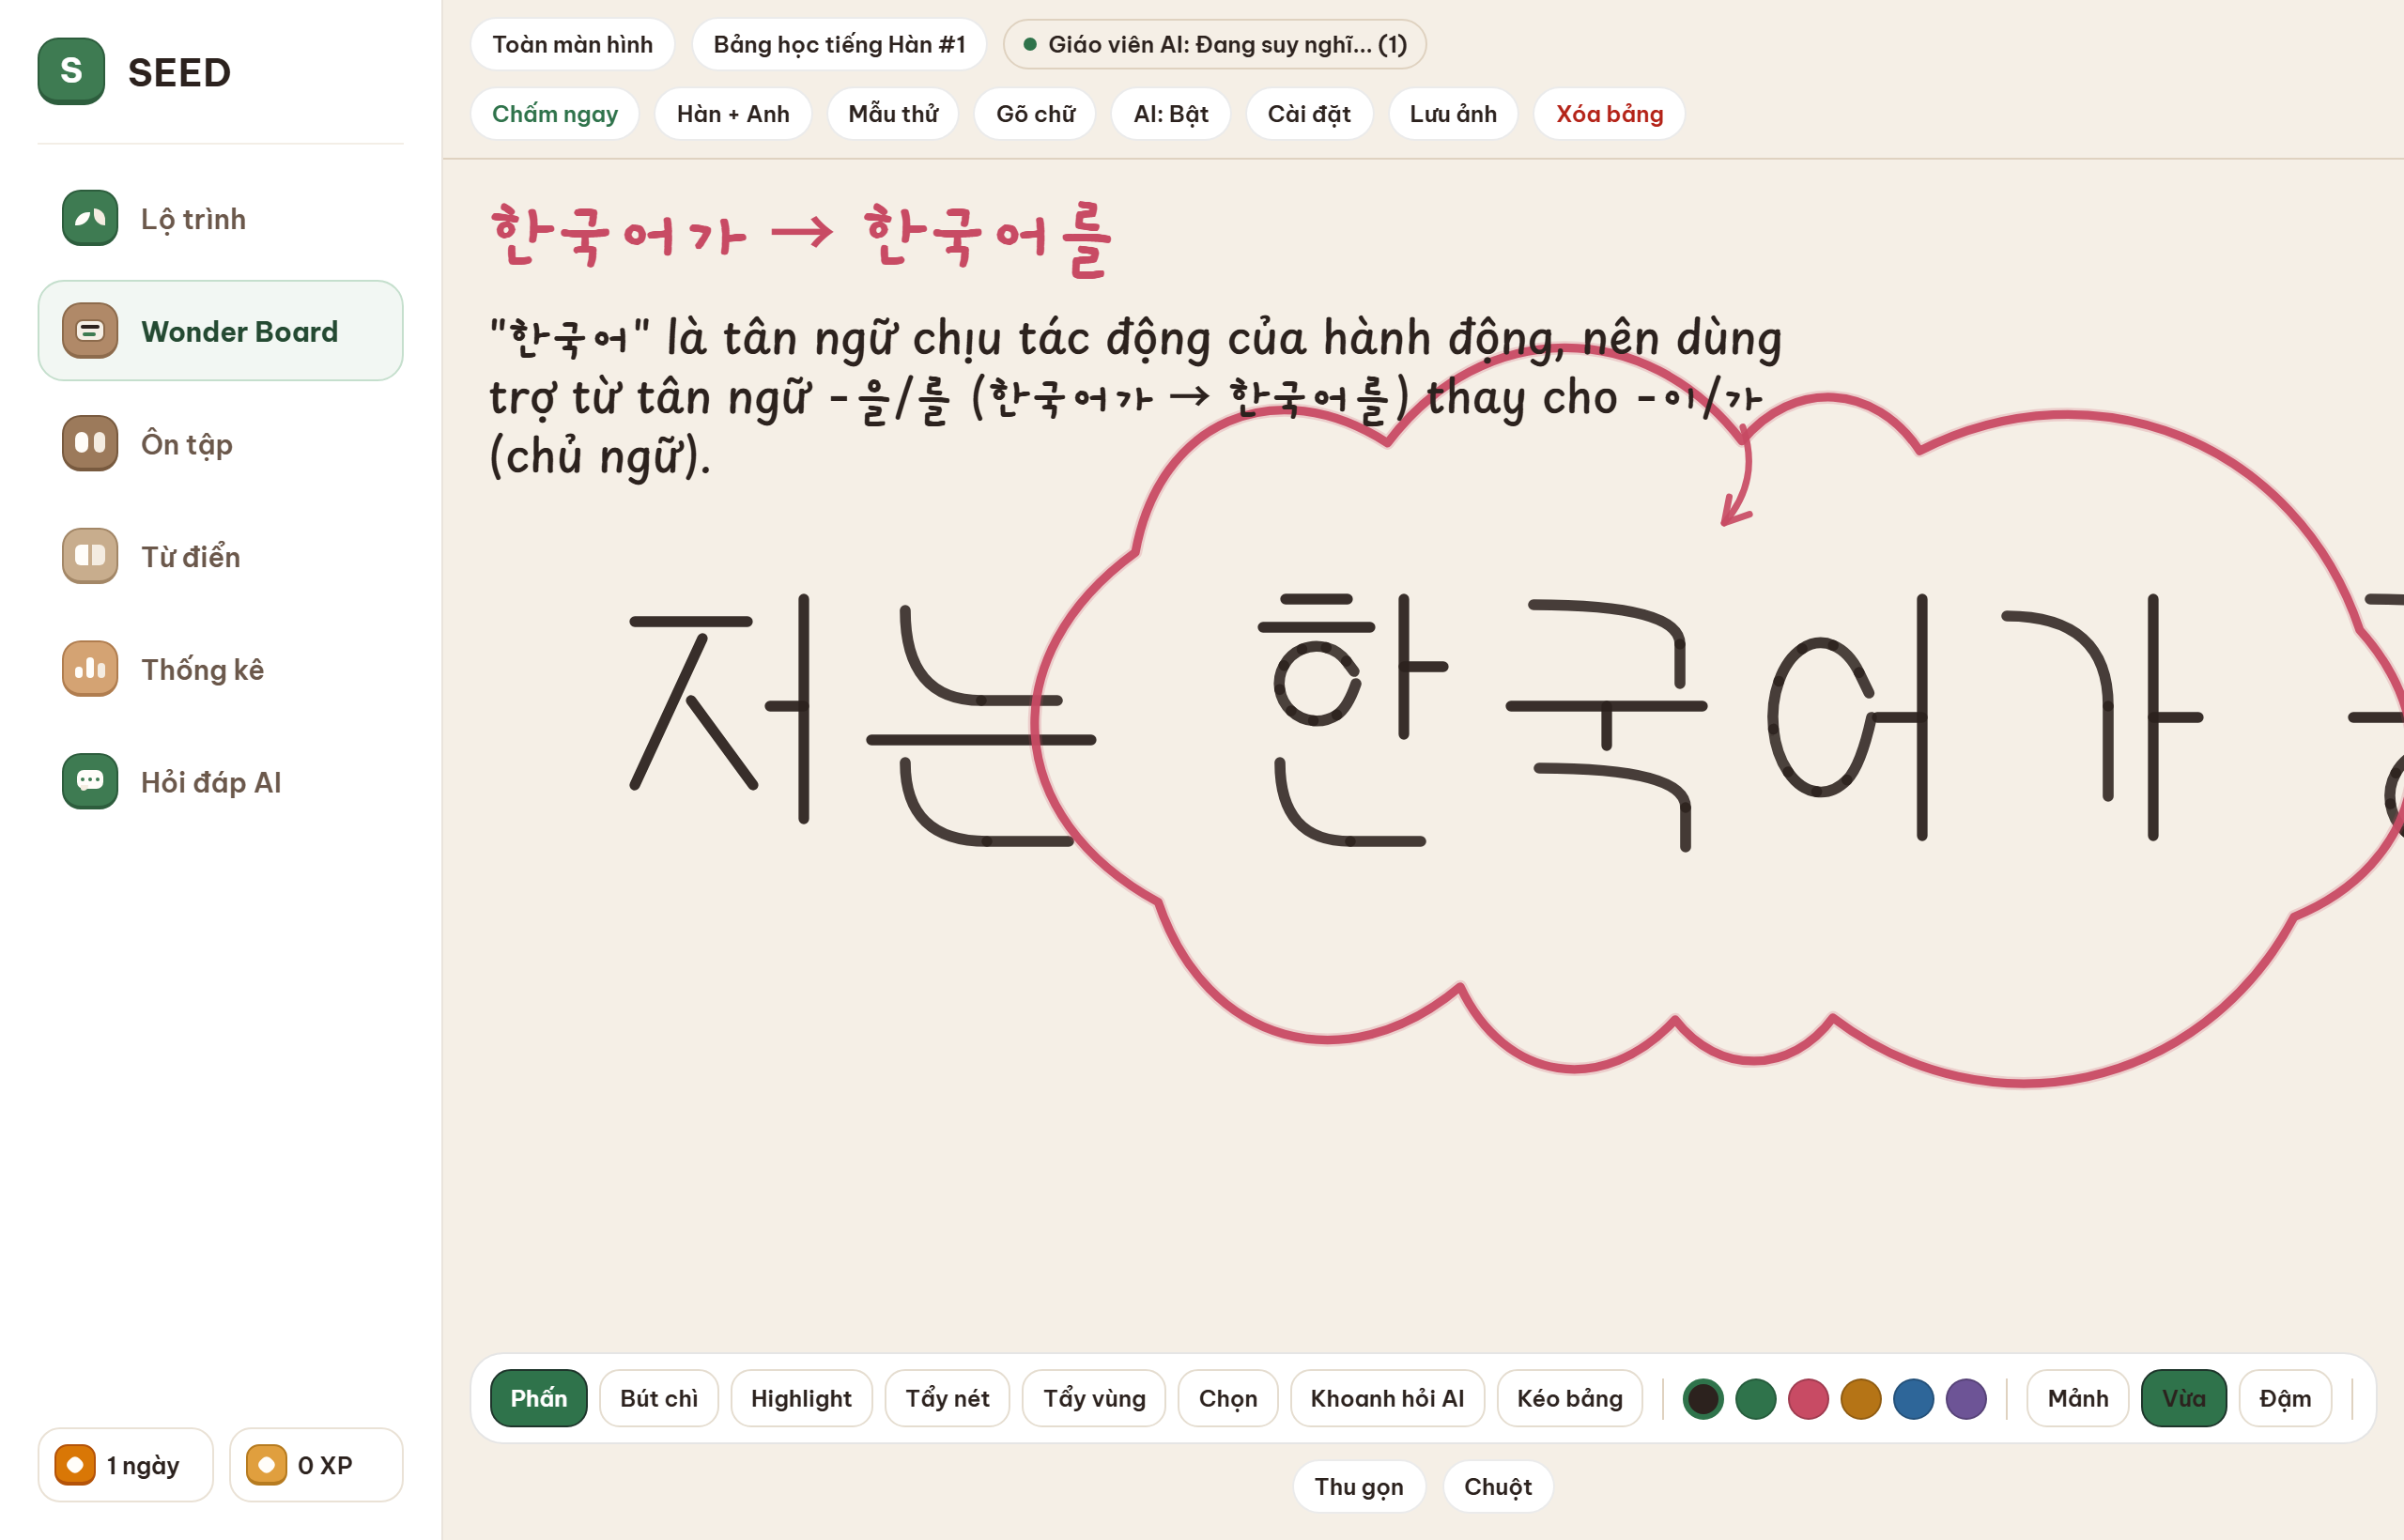 S SEED
Toàn màn hình
Bảng học tiếng Hàn #1
Giáo viên AI: Đang suy nghĩ... (1)
Chấm ngay
Hàn + Anh
Mẫu thử
Gõ chữ
AI: Bật
Cài đặt
Lưu ảnh
Xóa bảng
Lộ trình
Wonder Board
Ôn tập
Từ điển
Thống kê
Hỏi đáp AI
1 ngày
0 XP
한국어가 → 한국어를
"한국어" là tân ngữ chịu tác động của hành động, nên dùng
trợ từ tân ngữ -을/를 (한국어가 → 한국어를) thay cho -이/가
(chủ ngữ).
저는 한국어가
Phấn
Bút chì
Highlight
Tẩy nét
Tẩy vùng
Chọn
Khoanh hỏi AI
Kéo bảng
Mảnh
Vừa
Đậm
Thu gọn
Chuột